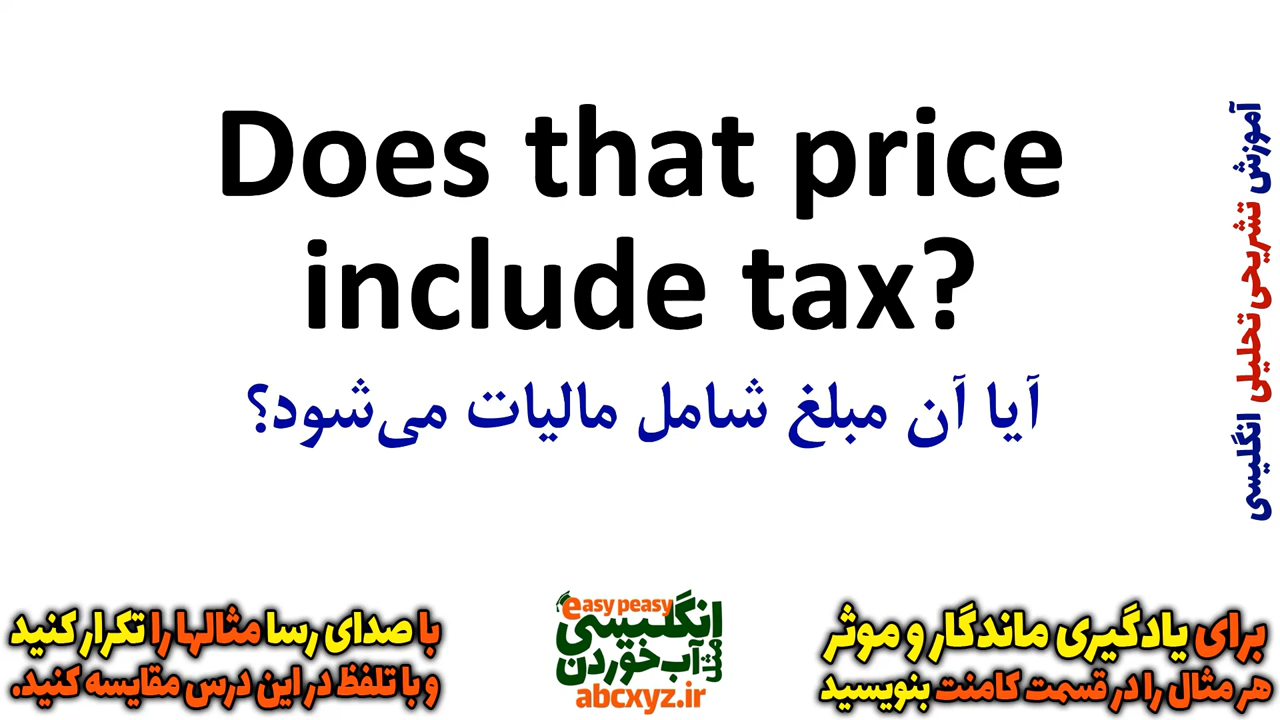 Does that price
include tax?
آیا آن مبلغ شامل مالیات می‌شود؟
آموزش تشریحی تحلیلی انگلیسی
برای یادگیری ماندگار و موثر
هر مثال را در قسمت کامنت بنویسید
easy peasy
انگلیسی
مثل آب خوردن
abcxyz.ir
با صدای رسا مثالها را تکرار کنید
و با تلفظ در این درس مقایسه کنید.